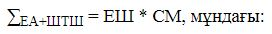 ∑ЕА+ШТШ = ЕШ * СМ, мұндағы: